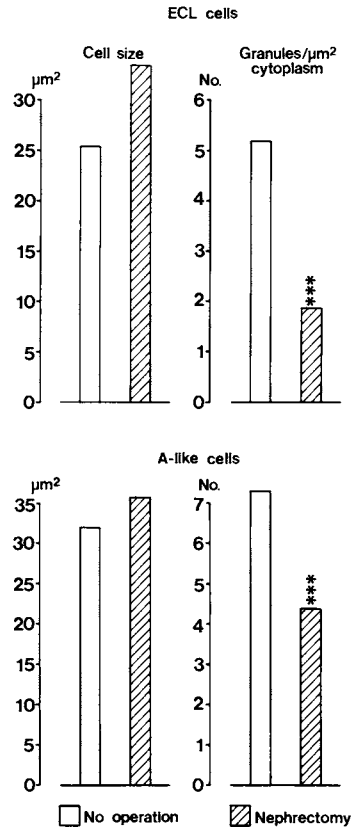 ECL cells
Cell size
Granules/μm²
cytoplasm
μm²
No.
30
25
20
15
10
5
0
6
5
4
3
2
1
0
***
A-like cells
μm²
No.
35
30
25
20
15
10
5
0
7
6
5
4
3
2
1
0
***
No operation
Nephrectomy